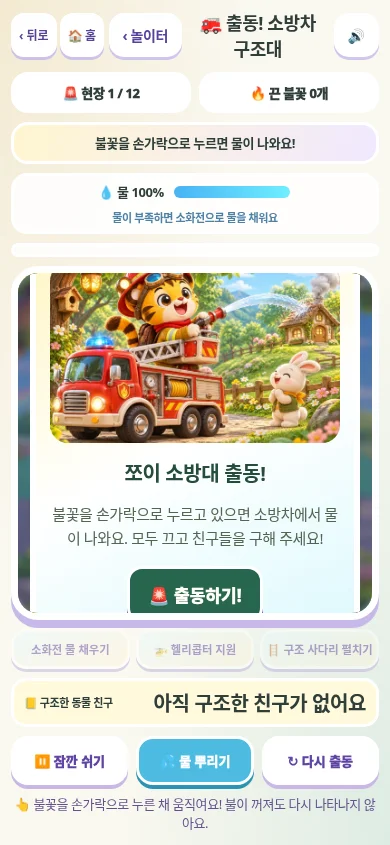 ‹ 뒤로
🏠 홈
‹ 놀이터
🚒 출동! 소방차
구조대
🔊
🚨 현장 1 / 12
🔥 끈 불꽃 0개
불꽃을 손가락으로 누르면 물이 나와요!
💧 물 100%
물이 부족하면 소화전으로 물을 채워요
쪼이 소방대 출동!
불꽃을 손가락으로 누르고 있으면 소방차에서 물
이 나와요. 모두 끄고 친구들을 구해 주세요!
🚨 출동하기!
소화전 물 채우기
🚁 헬리콥터 지원
🪜 구조 사다리 펼치기
📒 구조한 동물 친구
아직 구조한 친구가 없어요
⏸️ 잠깐 쉬기
💦 물 뿌리기
↻ 다시 출동
👆 불꽃을 손가락으로 누른 채 움직여요! 불이 꺼져도 다시 나타나지 않
아요.